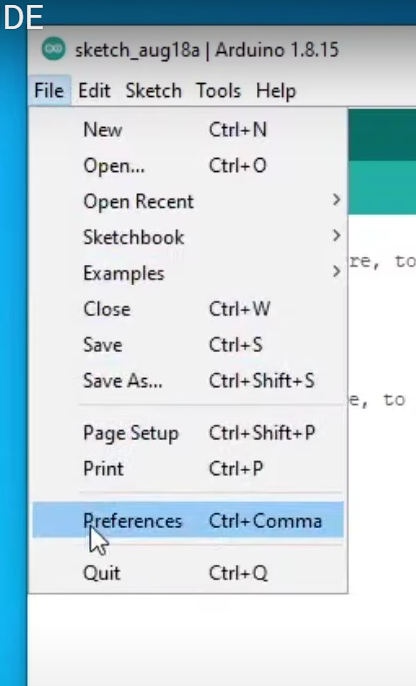 DE
sketch_aug18a | Arduino 1.8.15
File Edit Sketch Tools Help
New Ctrl+N
Open... Ctrl+O
Open Recent
Sketchbook
Examples
Close Ctrl+W
Save Ctrl+S
Save As... Ctrl+Shift+S
Page Setup Ctrl+Shift+P
Print Ctrl+P
Preferences Ctrl+Comma
Quit Ctrl+Q
re, to
e, to